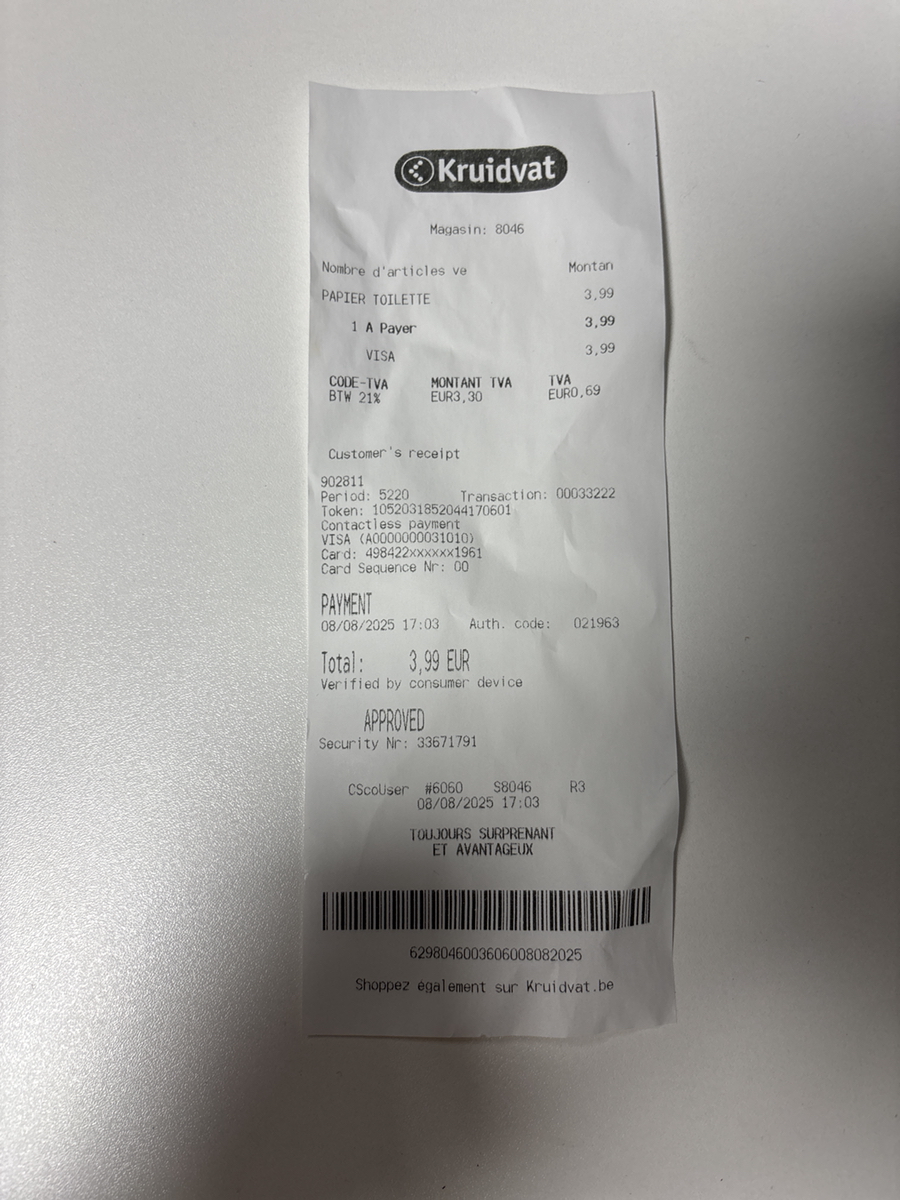 Kruidvat
Magasin: 8046
Nombre d'articles ve Montan
PAPIER TOILETTE 3,99
1 A Payer 3,99
VISA 3,99
CODE-TVA MONTANT TVA TVA
BTW 21% EUR3,30 EUR0,69
Customer's receipt
902811
Period: 5220 Transaction: 00033222
Token: 1052031852044170601
Contactless payment
VISA (A0000000031010)
Card: 498422xxxxxx1961
Card Sequence Nr: 00
PAYMENT
08/08/2025 17:03 Auth. code: 021963
Total: 3,99 EUR
Verified by consumer device
APPROVED
Security Nr: 33671791
CScoUser #6060 S8046 R3
08/08/2025 17:03
TOUJOURS SURPRENANT
ET AVANTAGEUX
6298046003606008082025
Shoppez également sur Kruidvat.be